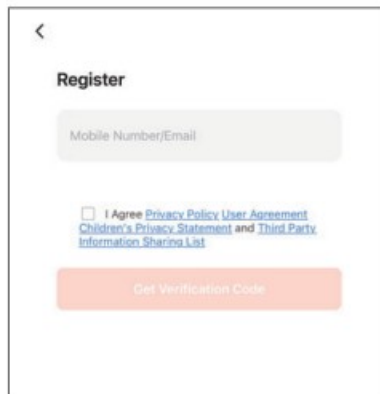 Register
Mobile Number/Email
I Agree Privacy Policy User Agreement
Children's Privacy Statement and Third Party
Information Sharing List
Get Verification Code